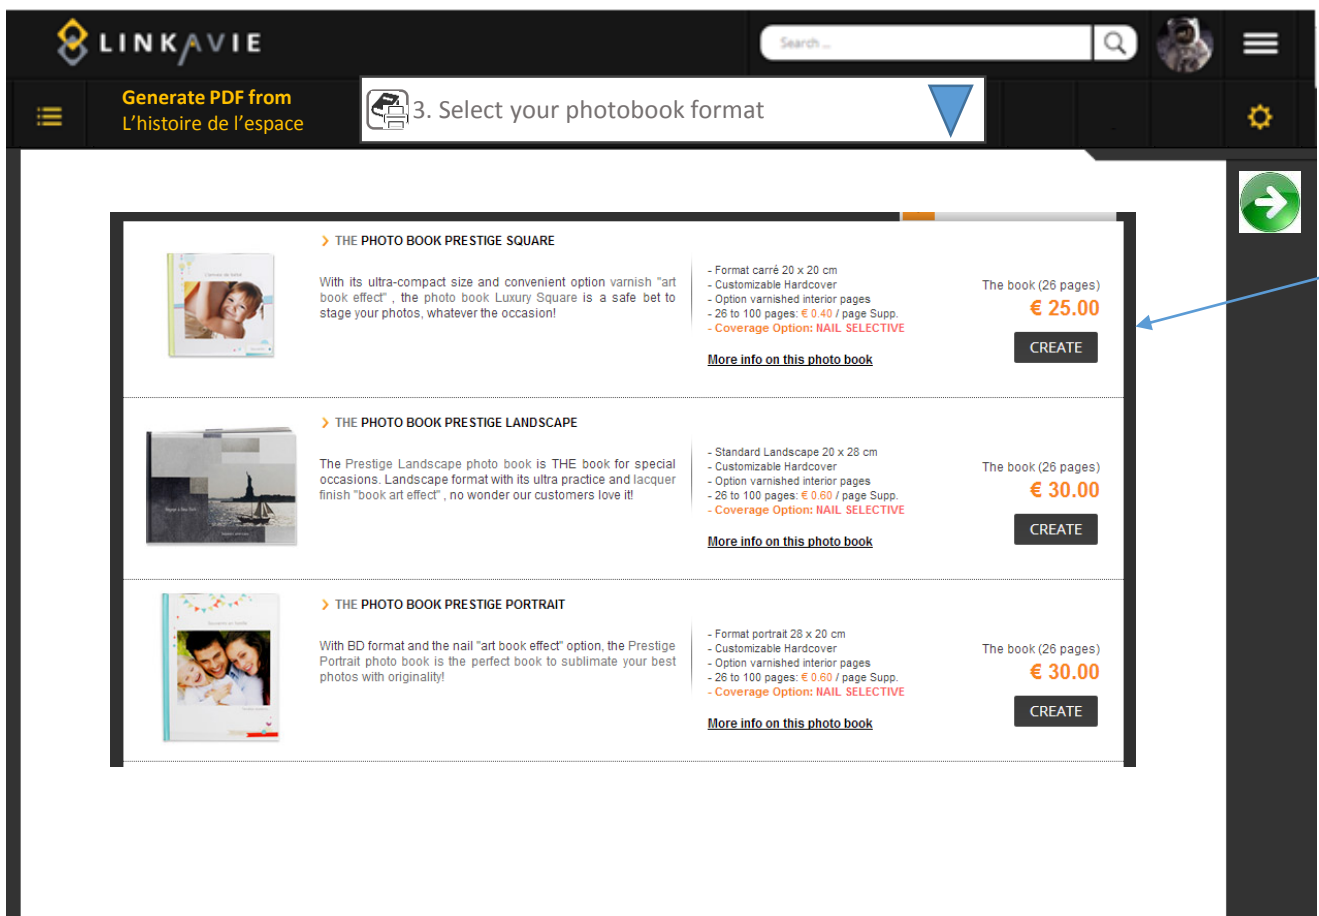 LINKAVIE
Search ...
Generate PDF from
L'histoire de l'espace
3. Select your photobook format
THE PHOTO BOOK PRESTIGE SQUARE
With its ultra-compact size and convenient option varnish "art
book effect" , the photo book Luxury Square is a safe bet to
stage your photos, whatever the occasion!
- Format carré 20 x 20 cm
- Customizable Hardcover
- Option varnished interior pages
- 26 to 100 pages: € 0.40 / page Supp.
- Coverage Option: NAIL SELECTIVE
More info on this photo book
The book (26 pages)
€ 25.00
CREATE
THE PHOTO BOOK PRESTIGE LANDSCAPE
The Prestige Landscape photo book is THE book for special
occasions. Landscape format with its ultra practice and lacquer
finish "book art effect" , no wonder our customers love it!
- Standard Landscape 20 x 28 cm
- Customizable Hardcover
- Option varnished interior pages
- 26 to 100 pages: € 0.60 / page Supp.
- Coverage Option: NAIL SELECTIVE
More info on this photo book
The book (26 pages)
€ 30.00
CREATE
THE PHOTO BOOK PRESTIGE PORTRAIT
With BD format and the nail "art book effect" option, the Prestige
Portrait photo book is the perfect book to sublimate your best
photos with originality!
- Format portrait 28 x 20 cm
- Customizable Hardcover
- Option varnished interior pages
- 26 to 100 pages: € 0.60 / page Supp.
- Coverage Option: NAIL SELECTIVE
More info on this photo book
The book (26 pages)
€ 30.00
CREATE